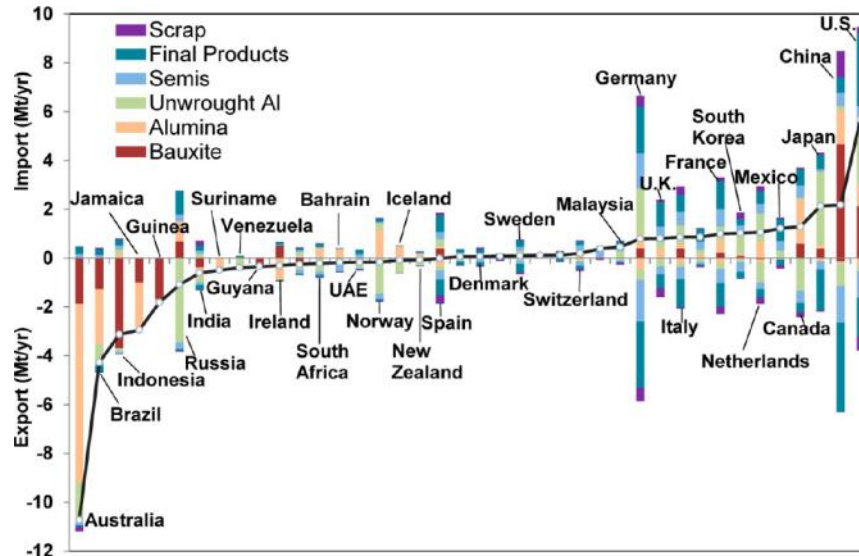 10
8
6
4
2
0
-2
-4
-6
-8
-10
-12
Import (Mt/yr)
Export (Mt/yr)
Scrap
Final Products
Semis
Unwrought Al
Alumina
Bauxite
Jamaica
Guinea
Suriname
Venezuela
Bahrain
Iceland
Sweden
Malaysia
Germany
U.K.
France
South
Korea
Mexico
Japan
China
U.S.
Australia
Brazil
Indonesia
Russia
India
Guyana
Ireland
South
Africa
UAE
Norway
New
Zealand
Spain
Denmark
Switzerland
Italy
Netherlands
Canada